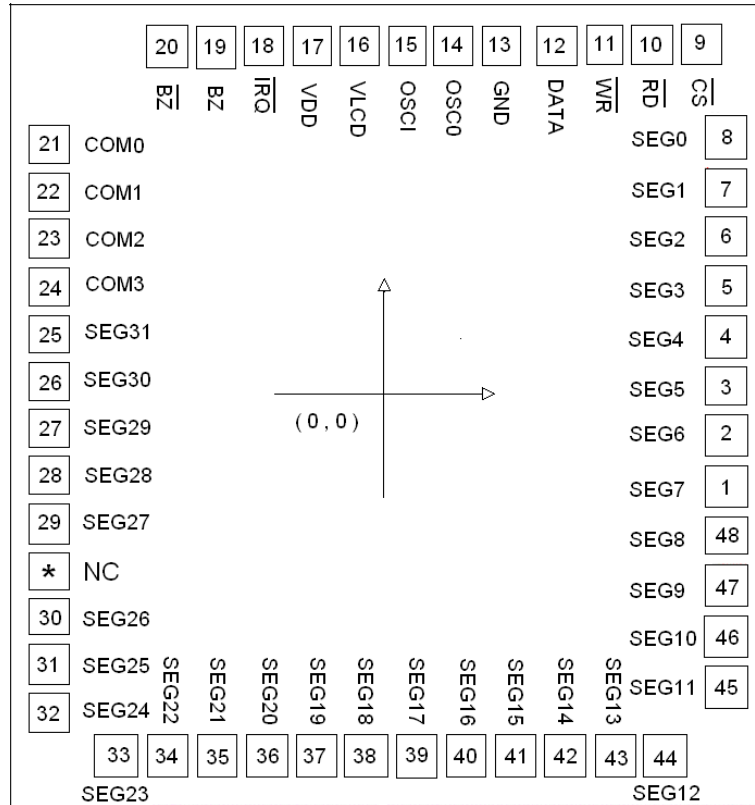 20 19 18 17 16 15 14 13 12 11 10 9
BZ BZ IRQ VDD VLCD OSCI OSC0 GND DATA WR RD CS
21 COM0 SEG0 8
22 COM1 SEG1 7
23 COM2 SEG2 6
24 COM3 SEG3 5
25 SEG31 SEG4 4
26 SEG30 SEG5 3
(0,0)
27 SEG29 SEG6 2
28 SEG28 SEG7 1
29 SEG27 SEG8 48
* NC SEG9 47
30 SEG26 SEG10 46
31 SEG25 SEG11 45
32 SEG24
SEG22 SEG21 SEG20 SEG19 SEG18 SEG17 SEG16 SEG15 SEG14 SEG13
33 34 35 36 37 38 39 40 41 42 43 44
SEG23 SEG12